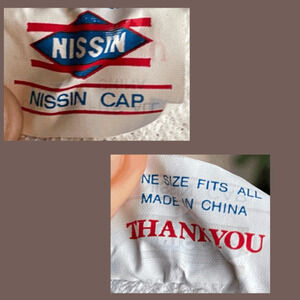 NISSIN
NISSIN CAP
NE SIZE FITS ALL
MADE IN CHINA
THANK YOU